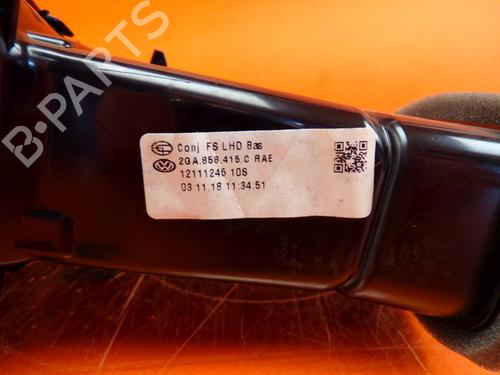 Conj FS LHD Bas
2GA.858.415.C RAE
12111246 10S
03.11.18 11:34:51
B-PARTS